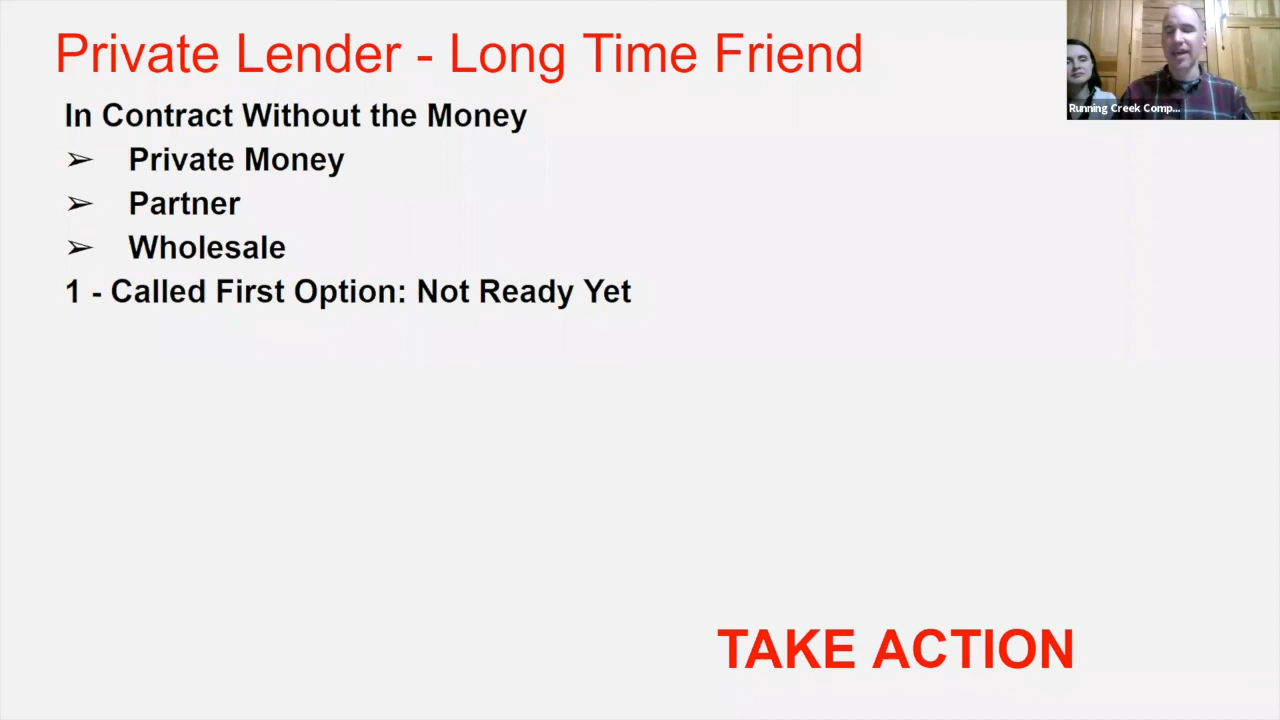 Private Lender - Long Time Friend
Running Creek Comp...
In Contract Without the Money
➢ Private Money
➢ Partner
➢ Wholesale
1 - Called First Option: Not Ready Yet
TAKE ACTION